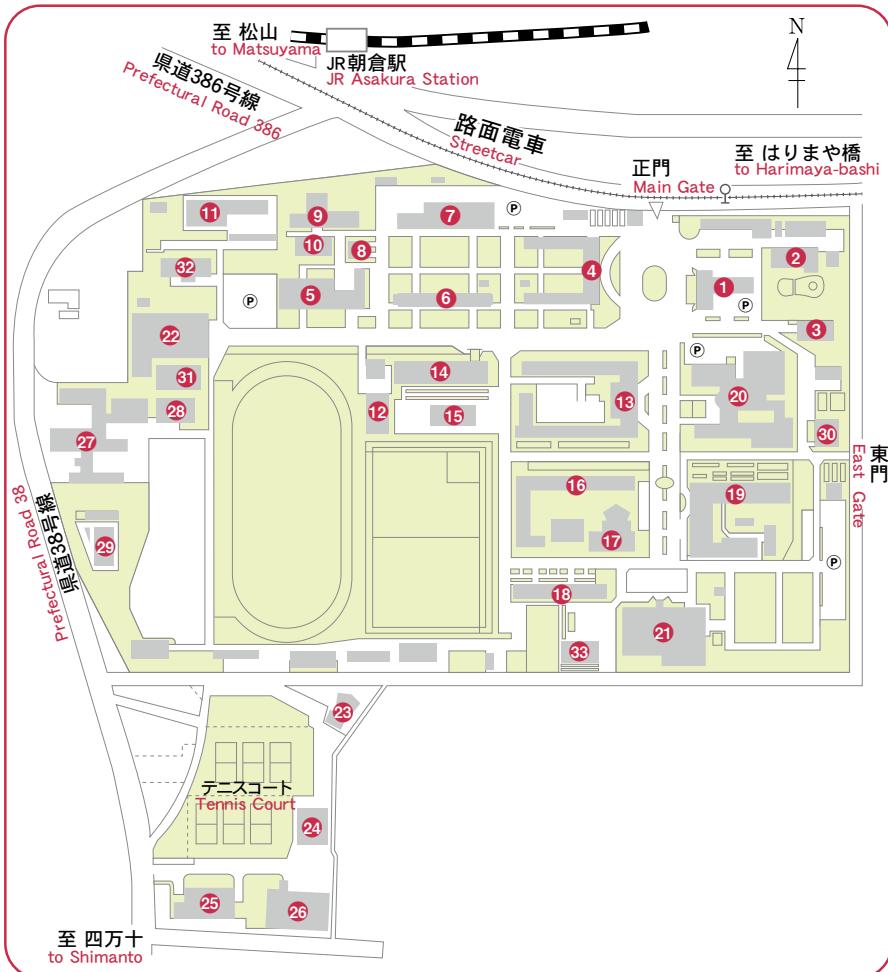 至 松山
to Matsuyama
JR朝倉駅
JR Asakura Station
N
県道386号線
Prefectural Road 386
路面電車
Streetcar
正門
Main Gate
至 はりまや橋
to Harimaya-bashi
11
9
7
P
10
8
2
32
4
1
5
6
P
P
3
22
P
14
31
20
28
12
15
13
30
27
東門
East Gate
16
19
県道38号線
Prefectural Road 38
29
17
P
18
21
33
23
テニスコート
Tennis Court
24
25
26
至 四万十
to Shimanto